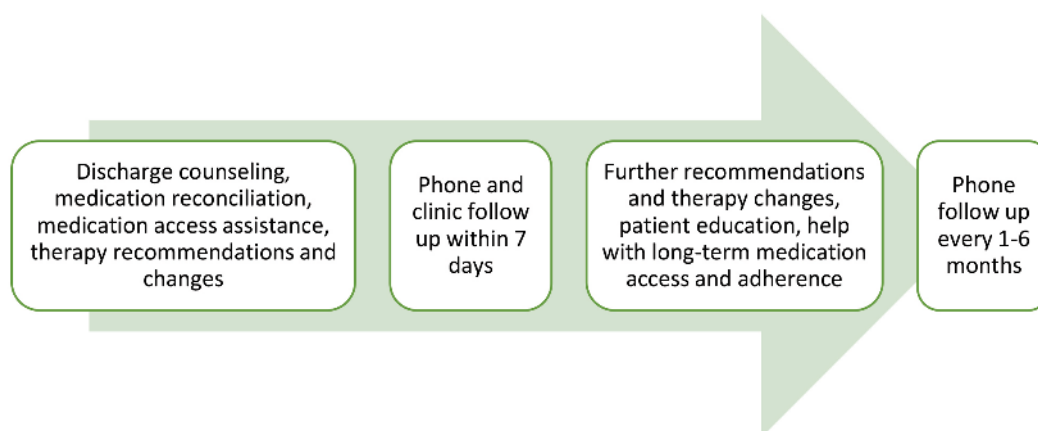 Discharge counseling,
medication reconciliation,
medication access assistance,
therapy recommendations and
changes
Phone and
clinic follow
up within 7
days
Further recommendations
and therapy changes,
patient education, help
with long-term medication
access and adherence
Phone
follow up
every 1-6
months